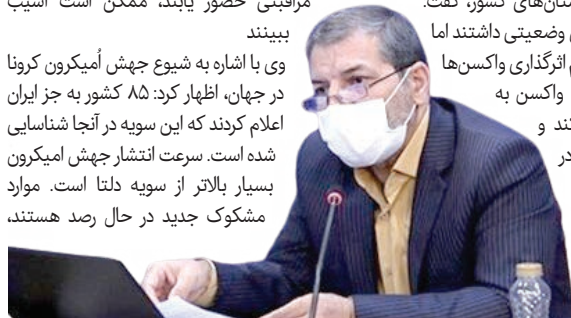 ستان‌های کشور، گفت:
وضعیتی داشتند اما
اثرگذاری واکسن‌ها
واکسن به
کند و
در
مراقبتی حضور یابند، ممکن است آسیب
ببینند
وی با اشاره به شیوع جهش اُمیکرون کرونا
در جهان، اظهار کرد: ۸۵ کشور به جز ایران
اعلام کردند که این سویه در آنجا شناسایی
شده است. سرعت انتشار جهش امیکرون
بسیار بالاتر از سویه دلتا است. موارد
مشکوک جدید در حال رصد هستند،